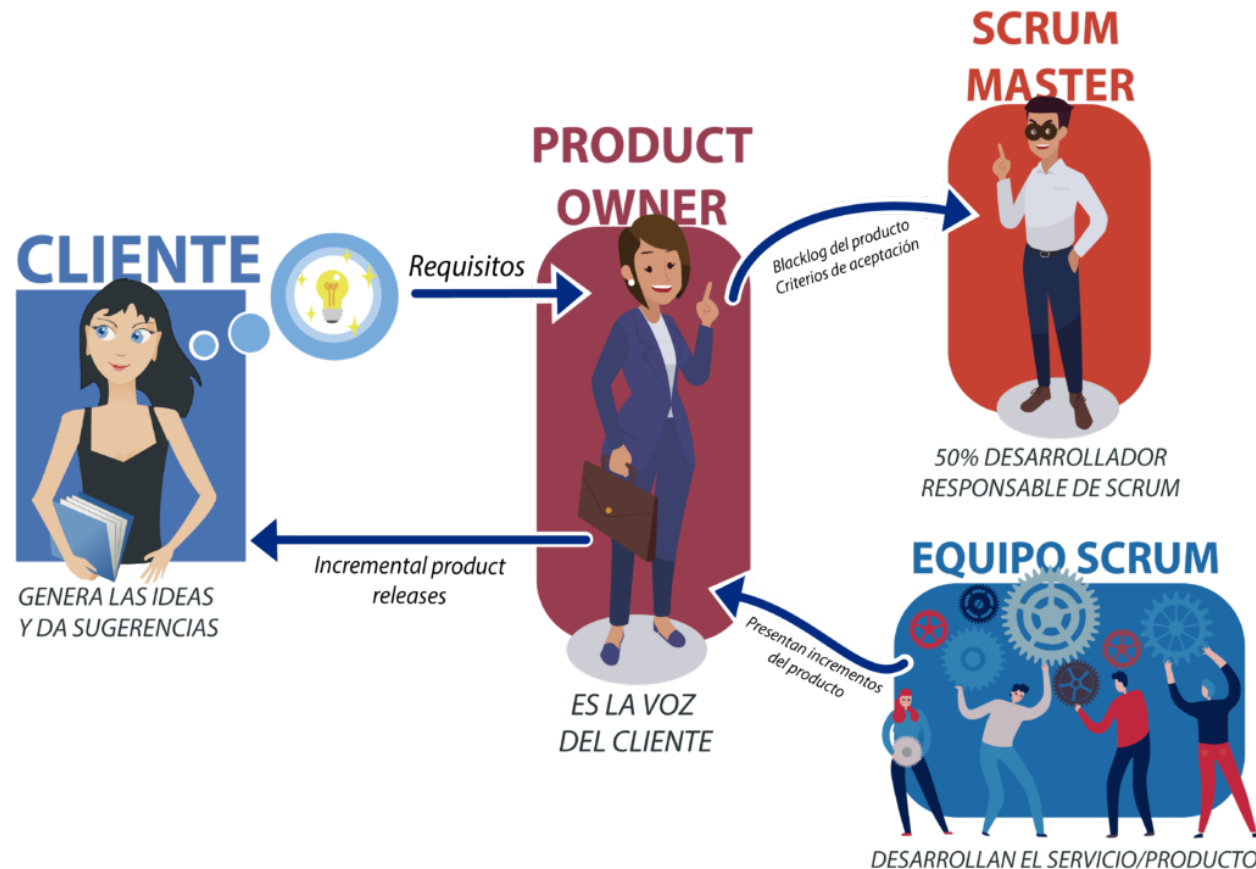 SCRUM
MASTER
PRODUCT
OWNER
CLIENTE
Requisitos
Blacklog del producto
Criterios de aceptación
50% DESARROLLADOR
RESPONSABLE DE SCRUM
EQUIPO SCRUM
Incremental product
releases
GENERA LAS IDEAS
Y DA SUGERENCIAS
Presentan incrementos
del producto
ES LA VOZ
DEL CLIENTE
DESARROLLAN EL SERVICIO/PRODUCTO